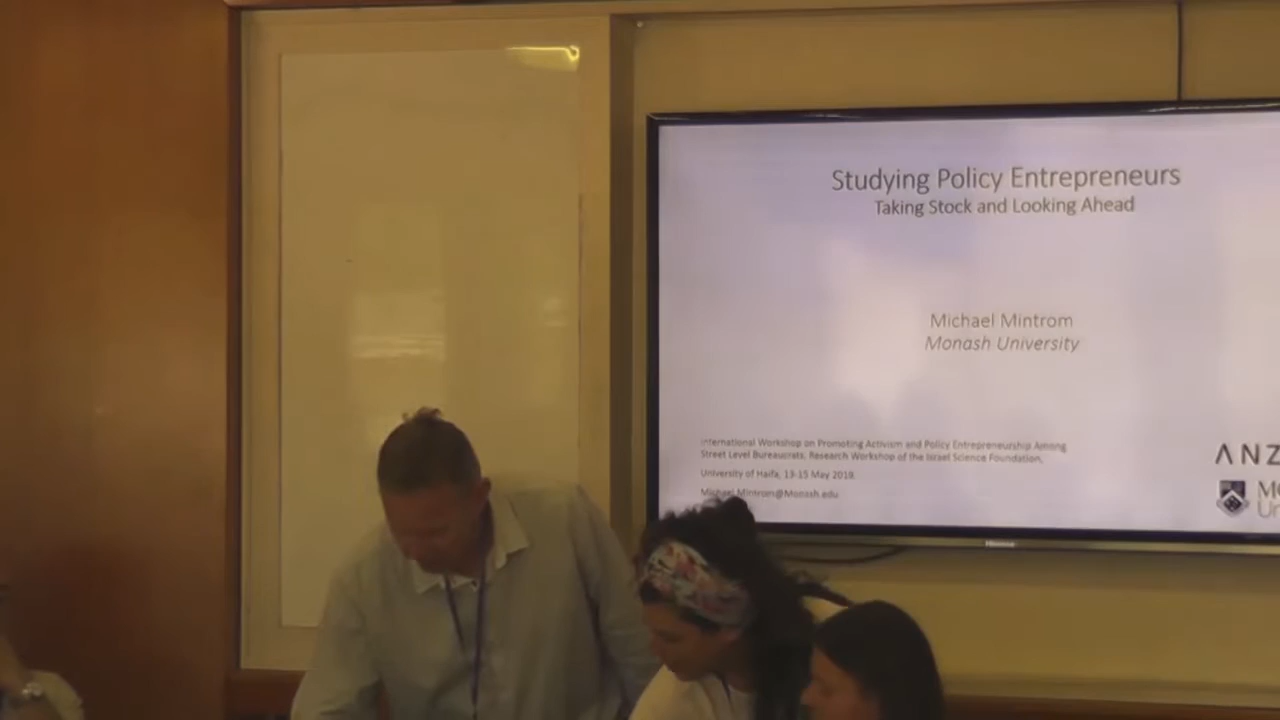 Studying Policy Entrepreneurs
Taking Stock and Looking Ahead
Michael Mintrom
Monash University
International Workshop on Promoting Activism and Policy Entrepreneurship Among
Street Level Bureaucrats, Research Workshop of the Israel Science Foundation,
University of Haifa, 13-15 May 2019.
Michael.Mintrom@Monash.edu
ANZ
Hisense